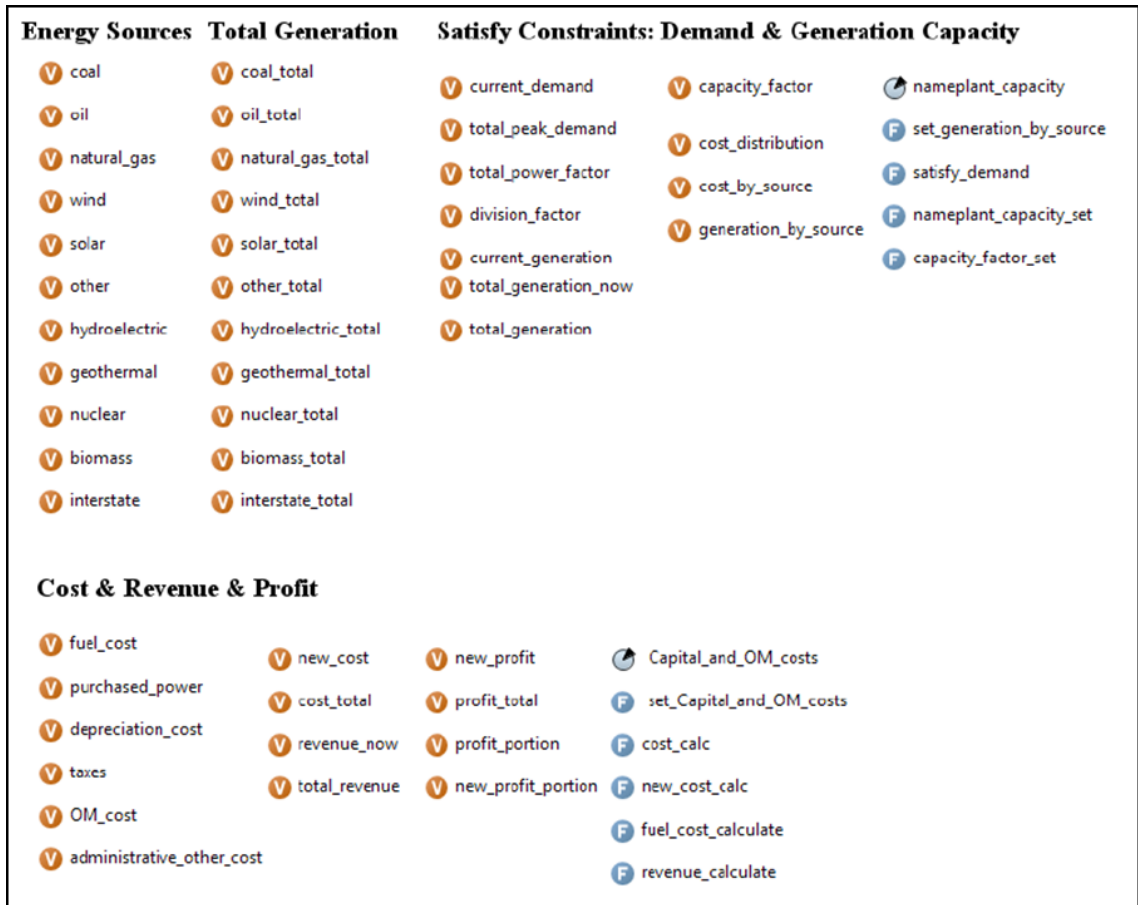 Energy Sources
V coal
V oil
V natural_gas
V wind
V solar
V other
V hydroelectric
V geothermal
V nuclear
V biomass
V interstate
Total Generation
V coal_total
V oil_total
V natural_gas_total
V wind_total
V solar_total
V other_total
V hydroelectric_total
V geothermal_total
V nuclear_total
V biomass_total
V interstate_total
Satisfy Constraints: Demand & Generation Capacity
V current_demand
V total_peak_demand
V total_power_factor
V division_factor
V current_generation
V total_generation_now
V total_generation
V capacity_factor
V cost_distribution
V cost_by_source
V generation_by_source
nameplant_capacity
F set_generation_by_source
F satisfy_demand
F nameplant_capacity_set
F capacity_factor_set
Cost & Revenue & Profit
V fuel_cost
V purchased_power
V depreciation_cost
V taxes
V OM_cost
V administrative_other_cost
V new_cost
V cost_total
V revenue_now
V total_revenue
V new_profit
V profit_total
V profit_portion
V new_profit_portion
Capital_and_OM_costs
F set_Capital_and_OM_costs
F cost_calc
F new_cost_calc
F fuel_cost_calculate
F revenue_calculate